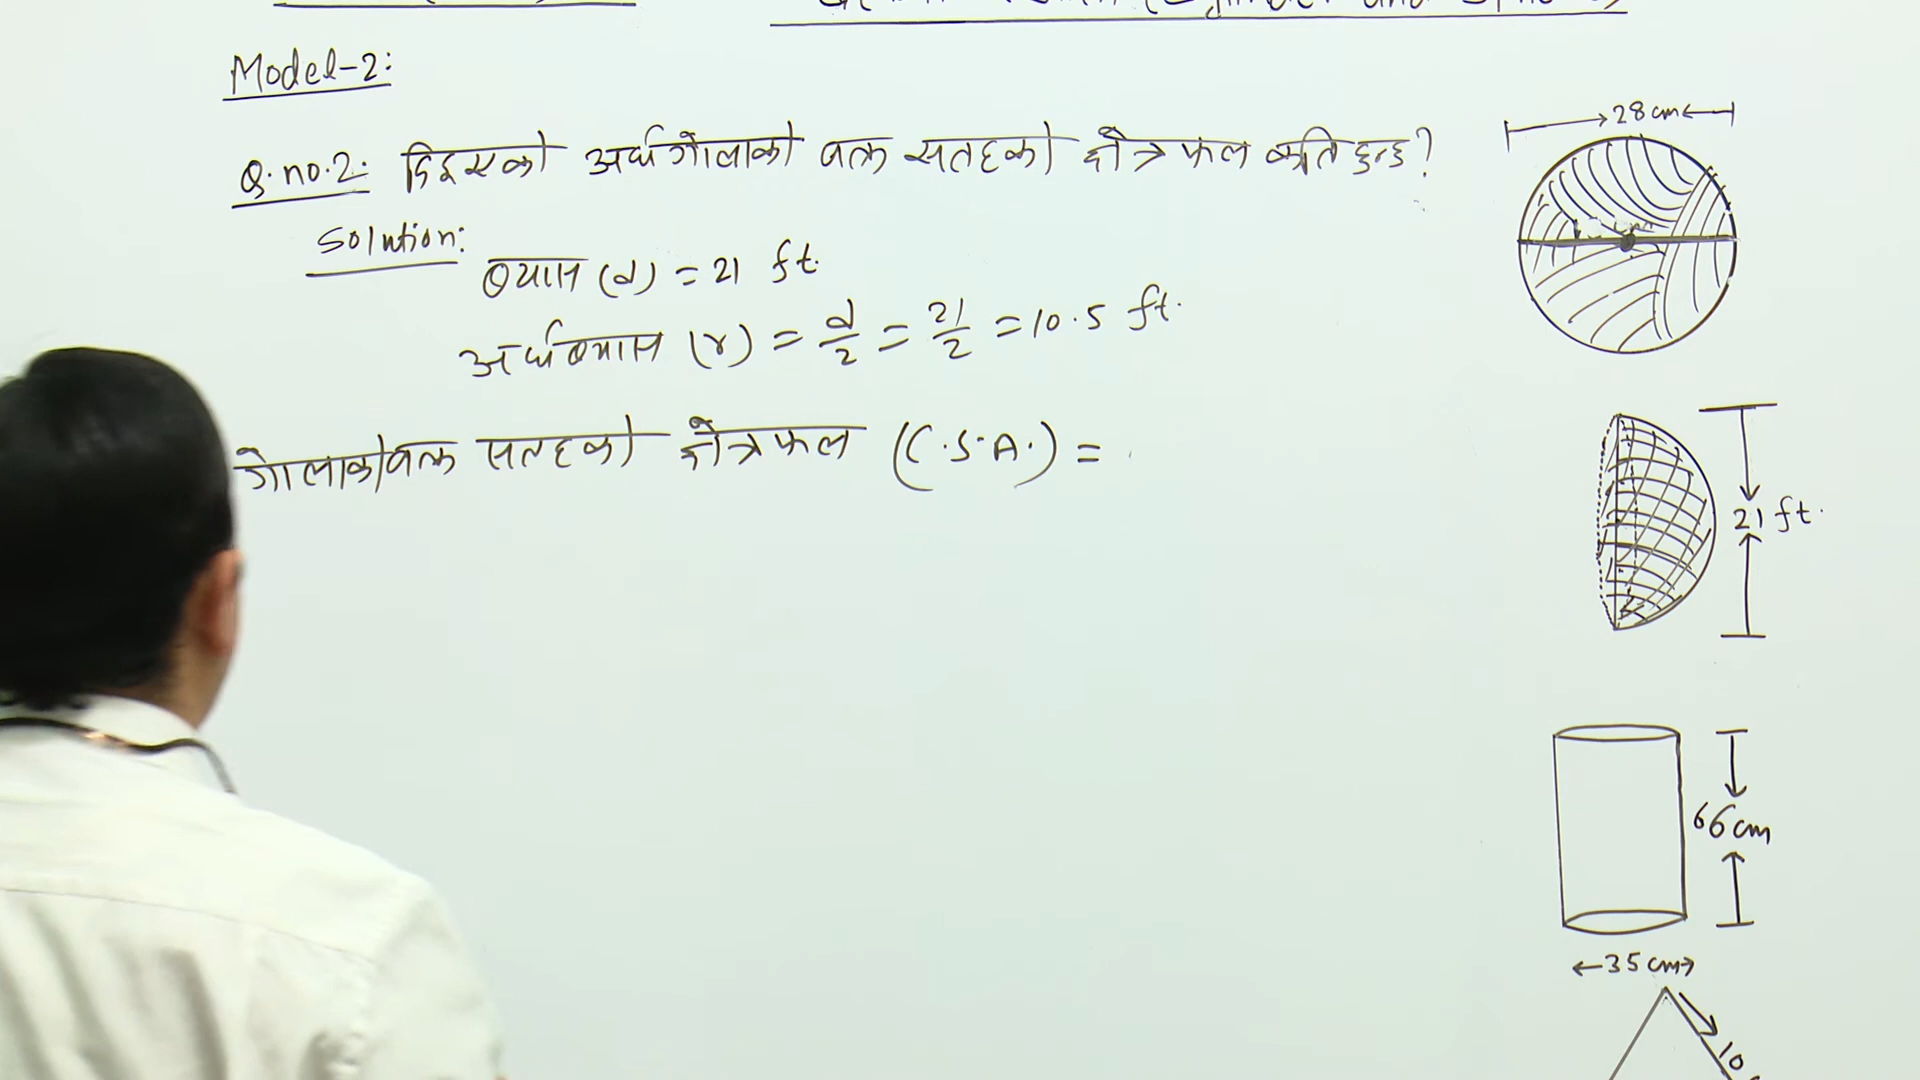 Model-2:
Q.no.2: दिइएको अर्धगोलाको वक्र सतहको क्षेत्रफल कति हुन्छ?
Solution:
व्यास (d) = 21 ft.
अर्धव्यास (r) = d/2 = 21/2 = 10.5 ft.
गोलाको वक्र सतहको क्षेत्रफल (C.S.A.) =
28 cm
21 ft.
66 cm
35 cm
10